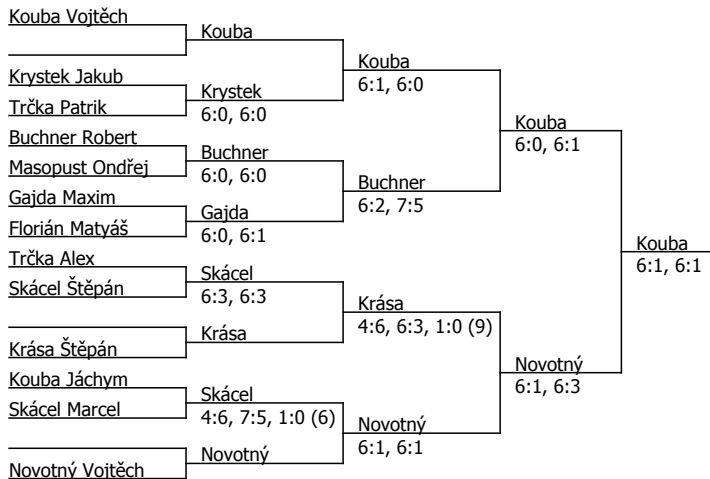 Kouba Vojtěch
Kouba
Kouba
6:1, 6:0
Krystek Jakub
Krystek
6:0, 6:0
Trčka Patrik
Kouba
6:0, 6:1
Buchner Robert
Buchner
6:0, 6:0
Masopust Ondřej
Buchner
6:2, 7:5
Gajda Maxim
Gajda
6:0, 6:1
Florián Matyáš
Kouba
6:1, 6:1
Trčka Alex
Skácel
6:3, 6:3
Skácel Štěpán
Krása
4:6, 6:3, 1:0 (9)
Krása
Krása Štěpán
Novotný
6:1, 6:3
Kouba Jáchym
Skácel
4:6, 7:5, 1:0 (6)
Skácel Marcel
Novotný
6:1, 6:1
Novotný
Novotný Vojtěch